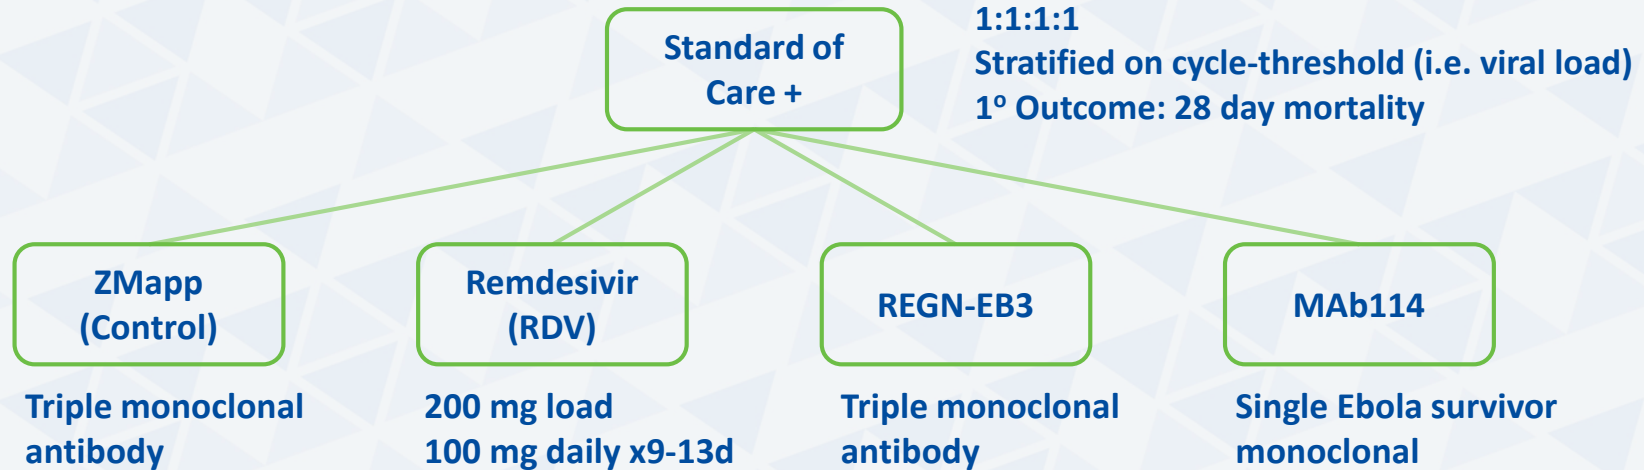 Standard of
Care +
1:1:1:1
Stratified on cycle-threshold (i.e. viral load)
1º Outcome: 28 day mortality
ZMapp
(Control)
Remdesivir
(RDV)
REGN-EB3
MAb114
Triple monoclonal
antibody
200 mg load
100 mg daily x9-13d
Triple monoclonal
antibody
Single Ebola survivor
monoclonal